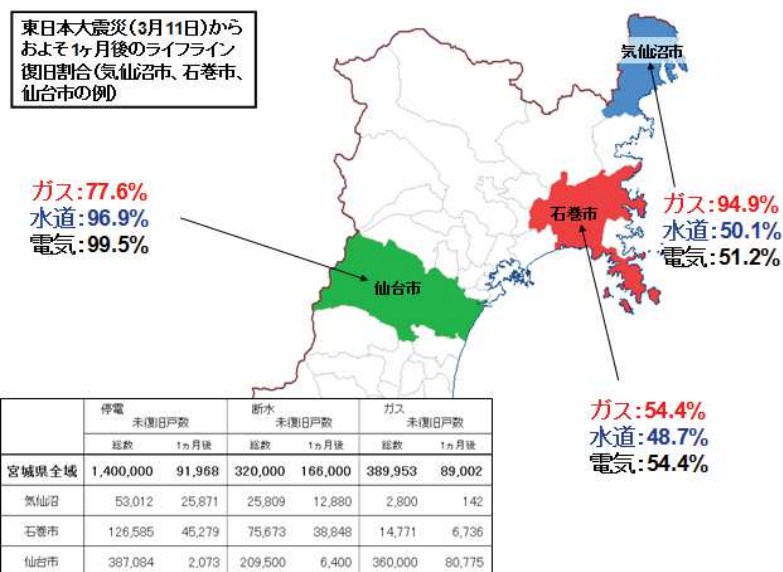 東日本大震災(3月11日)から
およそ1ヶ月後のライフライン
復旧割合(気仙沼市、石巻市、
仙台市の例)
気仙沼市
ガス:77.6%
水道:96.9%
電気:99.5%
石巻市
ガス:94.9%
水道:50.1%
電気:51.2%
仙台市
ガス:54.4%
水道:48.7%
電気:54.4%
停電 断水 ガス
未復旧戸数 未復旧戸数 未復旧戸数
総数 1ヵ月後 総数 1ヵ月後 総数 1ヵ月後
宮城県全域 1,400,000 91,968 320,000 166,000 389,953 89,002
気仙沼 53,012 25,871 25,809 12,880 2,800 142
石巻市 126,585 45,279 75,673 38,848 14,771 6,736
仙台市 387,084 2,073 209,500 6,400 360,000 80,775